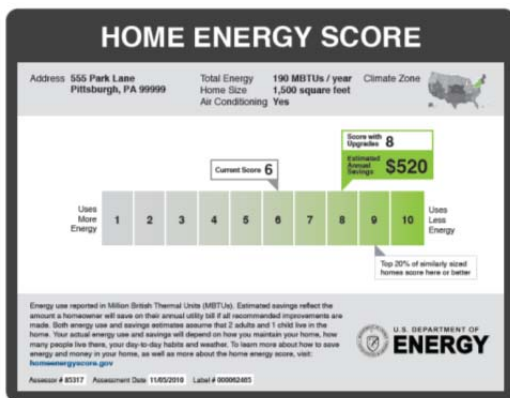 HOME ENERGY SCORE
Address 555 Park Lane
Pittsburgh, PA 99999
Total Energy 190 MBTUs / year
Home Size 1,500 square feet
Air Conditioning Yes
Climate Zone
Score with Upgrades 8
Estimated Annual Savings $520
Current Score 6
Uses More Energy
1 2 3 4 5 6 7 8 9 10
Uses Less Energy
Top 20% of similarly sized
homes score here or better
Energy use reported in Million British Thermal Units (MBTUs). Estimated savings reflect the
amount a homeowner will save on their annual utility bill if all recommended improvements are
made. Both energy use and savings estimates assume that 2 adults and 1 child live in the
home. Your actual energy use and savings will depend on how you maintain your home, how
many people live there, your day-to-day habits and weather. To learn more about how to save
energy and money in your home, as well as more about the home energy score, visit:
homeenergyscore.gov
Assessor # 85317 Assessment Date 11/05/2010 Label # 000062485
U.S. DEPARTMENT OF
ENERGY